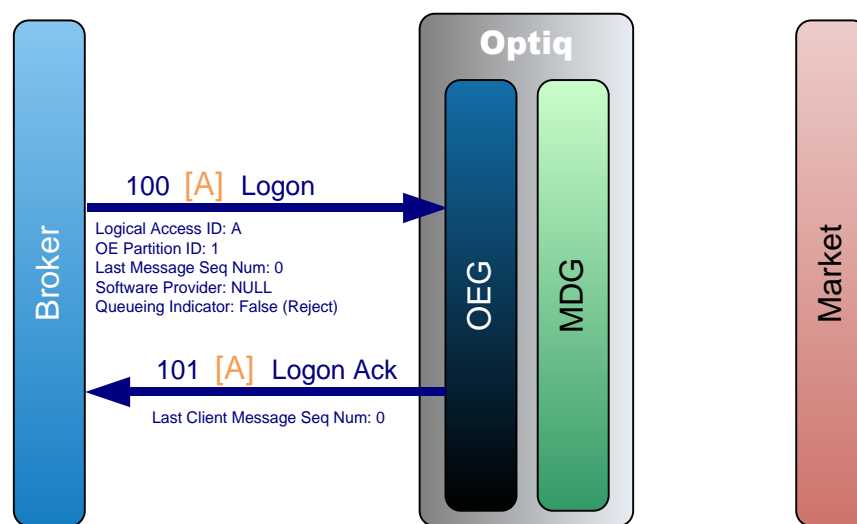 Optiq
100 [A] Logon
Logical Access ID: A
OE Partition ID: 1
Last Message Seq Num: 0
Software Provider: NULL
Queueing Indicator: False (Reject)
101 [A] Logon Ack
Last Client Message Seq Num: 0
Broker
OEG
MDG
Market